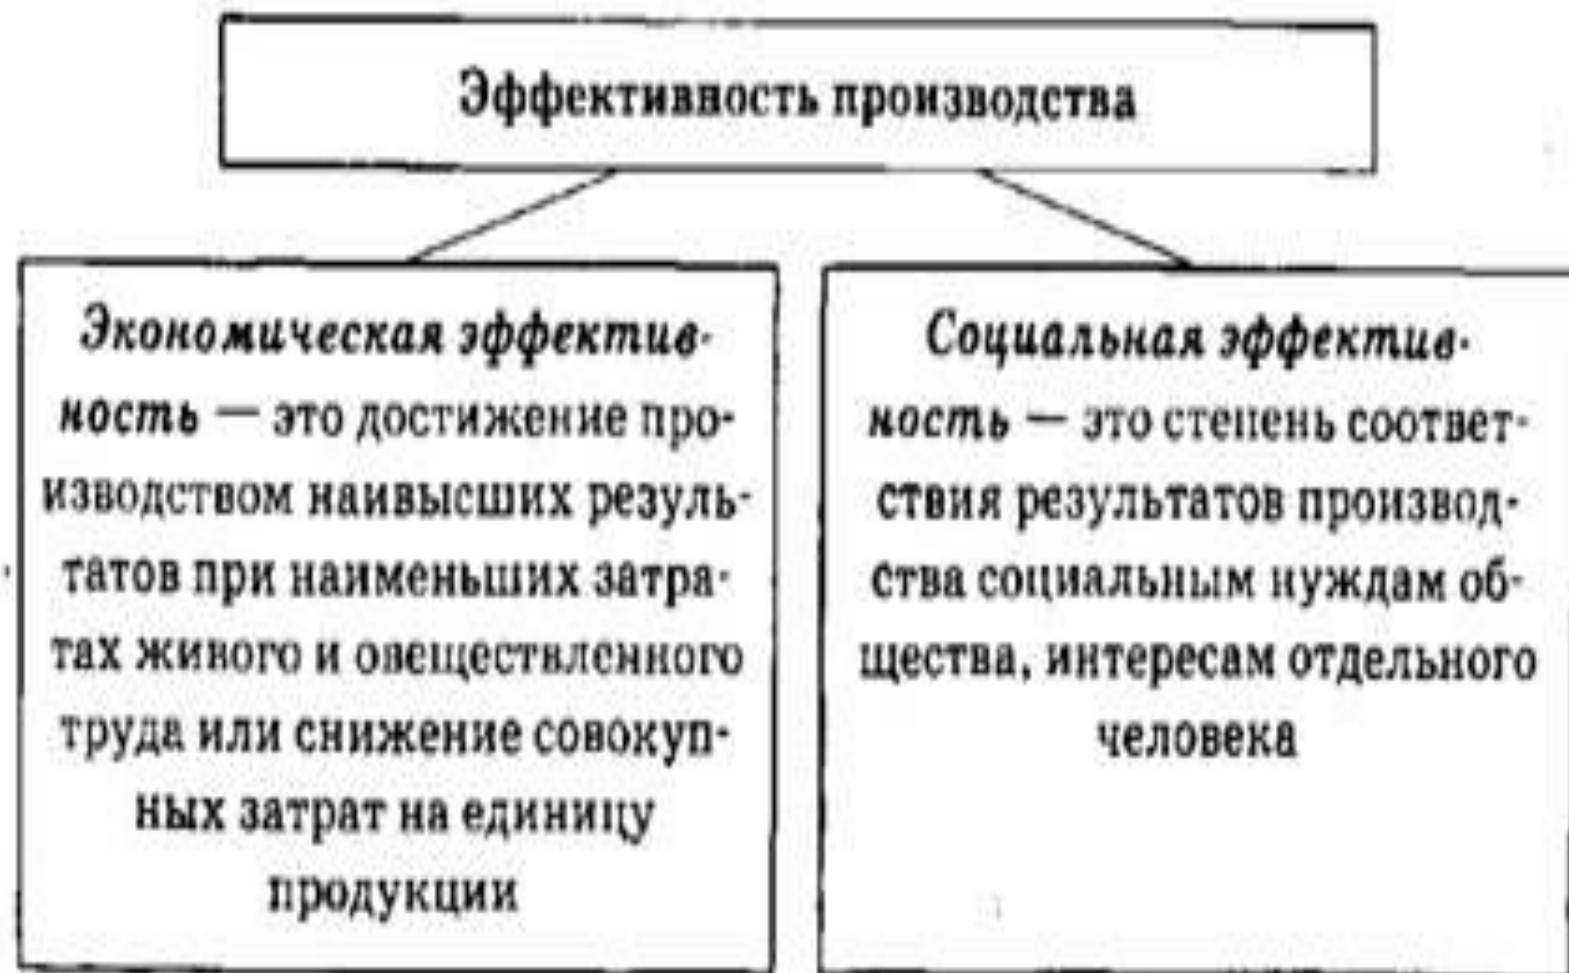 Эффективность производства
Экономическая эффектив-
ность — это достижение про-
изводством наивысших резуль-
татов при наименьших затра-
тах живого и овеществленного
труда или снижение совокуп-
ных затрат на единицу
продукции
Социальная эффектив-
ность — это степень соответ-
ствия результатов производ-
ства социальным нуждам об-
щества, интересам отдельного
человека